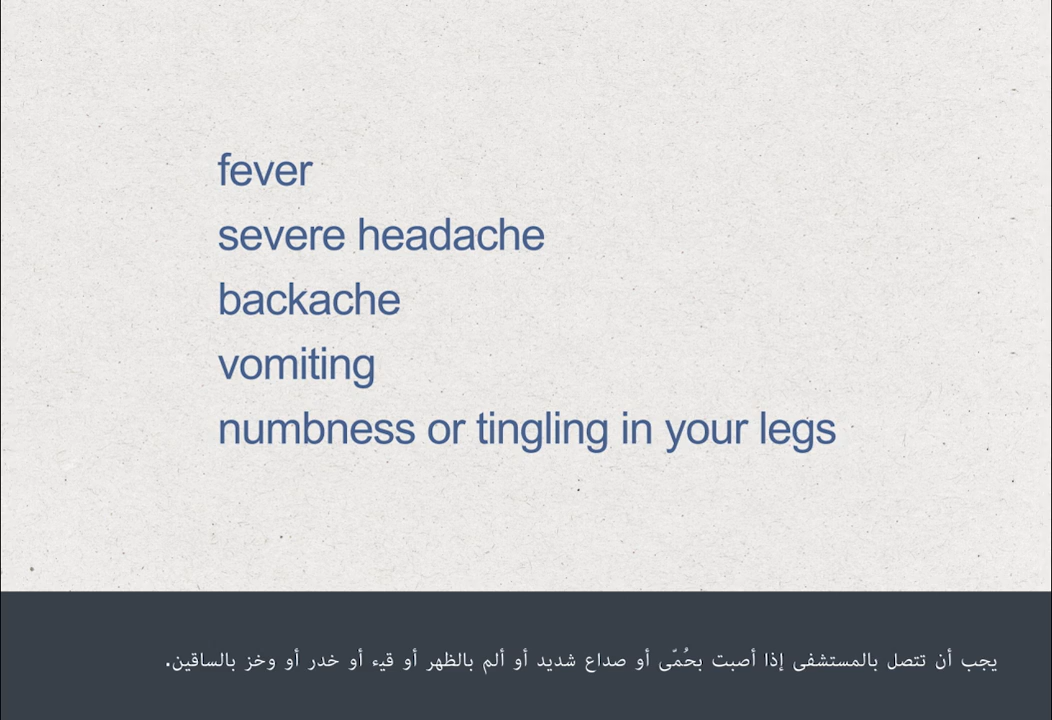 fever
severe headache
backache
vomiting
numbness or tingling in your legs
يجب أن تتصل بالمستشفى إذا أصبت بحُمّى أو صداع شديد أو ألم بالظهر أو قيء أو خدر أو وخز بالساقين.